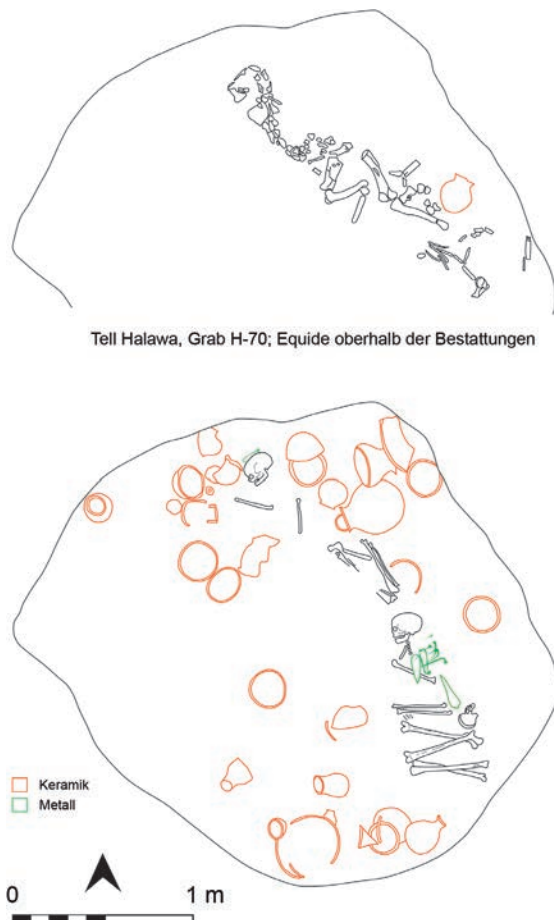 Tell Halawa, Grab H-70; Equide oberhalb der Bestattungen
Keramik
Metall
0 1 m